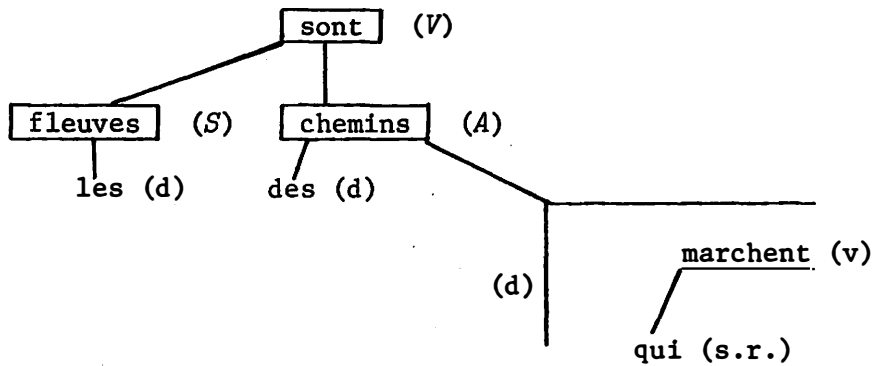 sont (V)
fleuves (S) chemins (A)
les (d) des (d)
marchent (v)
(d)
qui (s.r.)